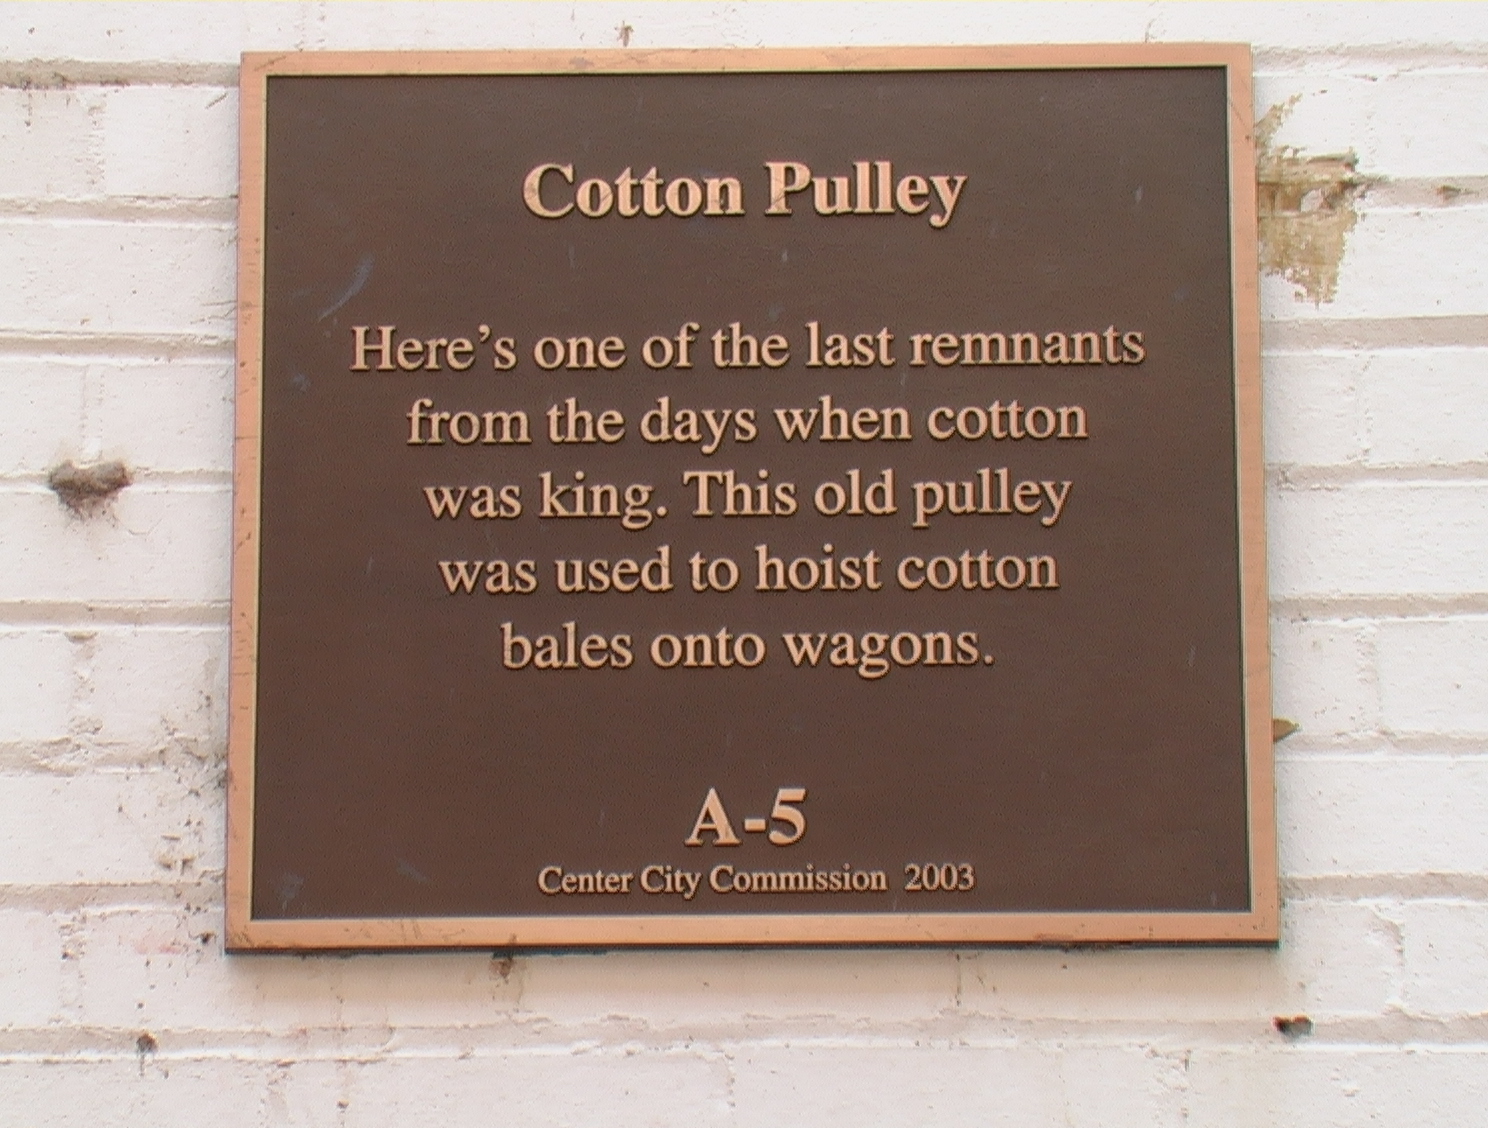 Cotton Pulley
Here’s one of the last remnants
from the days when cotton
was king. This old pulley
was used to hoist cotton
bales onto wagons.
A-5
Center City Commission 2003